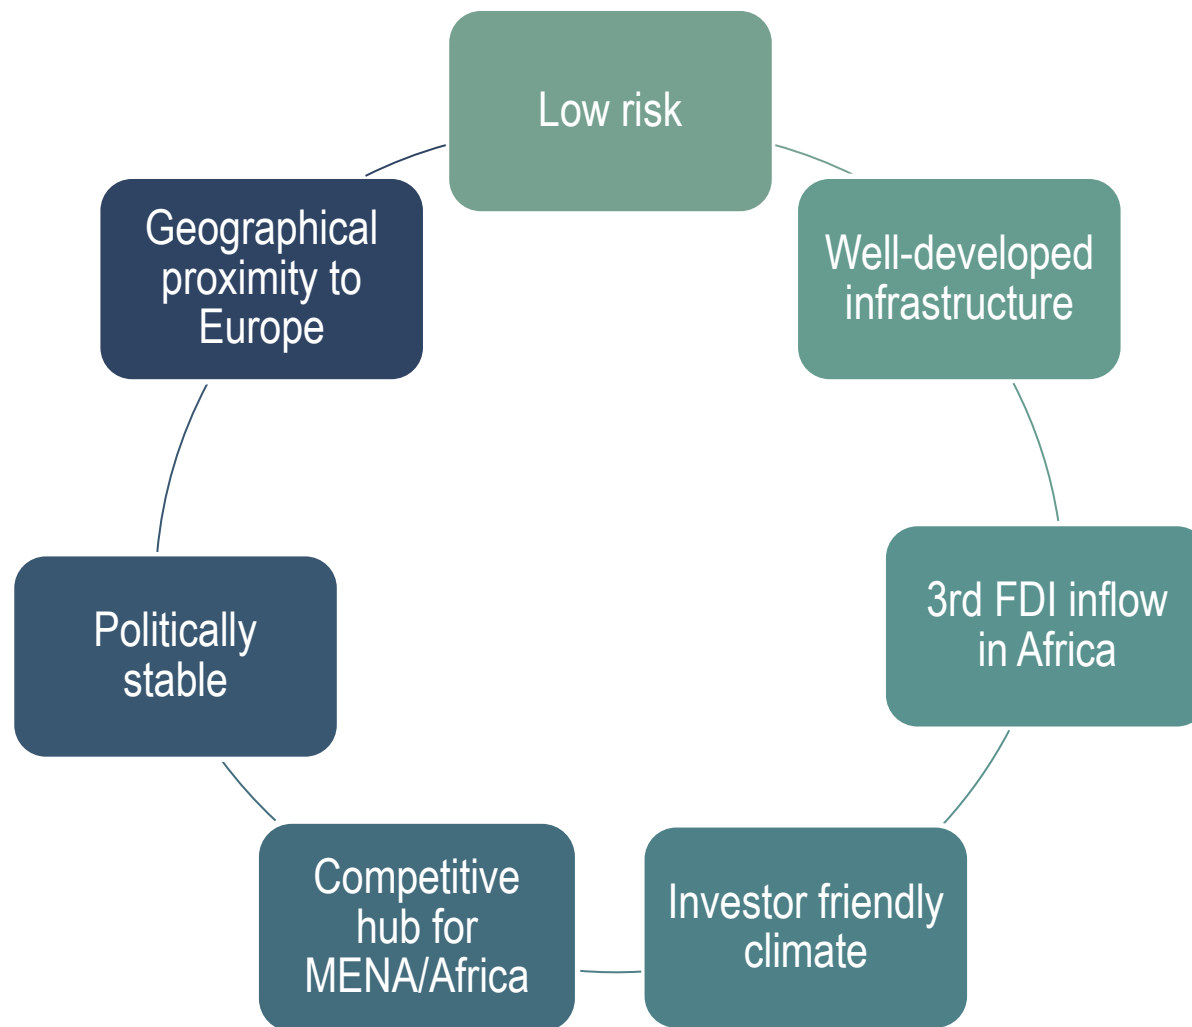 Low risk
Well-developed
infrastructure
3rd FDI inflow
in Africa
Investor friendly
climate
Competitive
hub for
MENA/Africa
Politically
stable
Geographical
proximity to
Europe